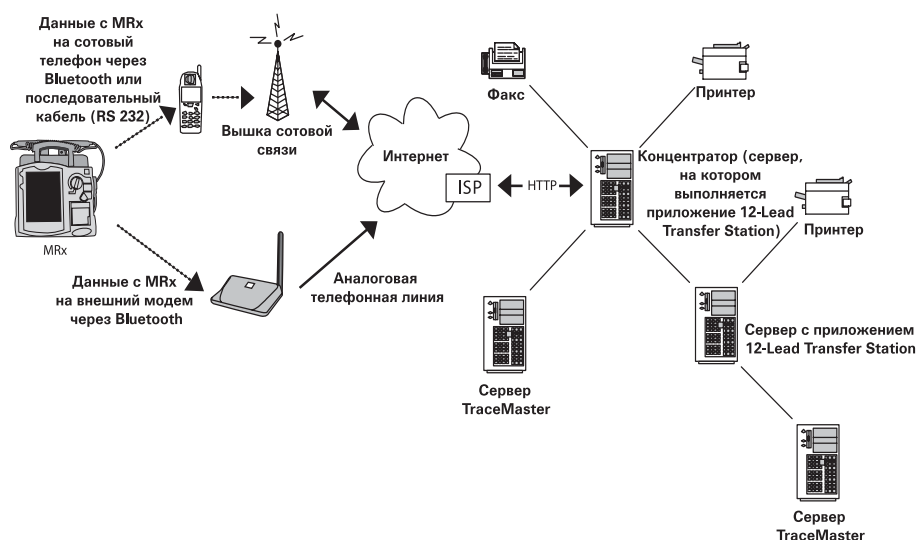 Данные с MRx
на сотовый
телефон через
Bluetooth или
последовательный
кабель (RS 232)
Вышка сотовой
связи
MRx
Данные с MRx
на внешний модем
через Bluetooth
Аналоговая
телефонная линия
Интернет
ISP
HTTP
Факс
Принтер
Концентратор (сервер,
на котором
выполняется
приложение 12-Lead
Transfer Station)
Принтер
Сервер
TraceMaster
Сервер с приложением
12-Lead Transfer Station
Сервер
TraceMaster